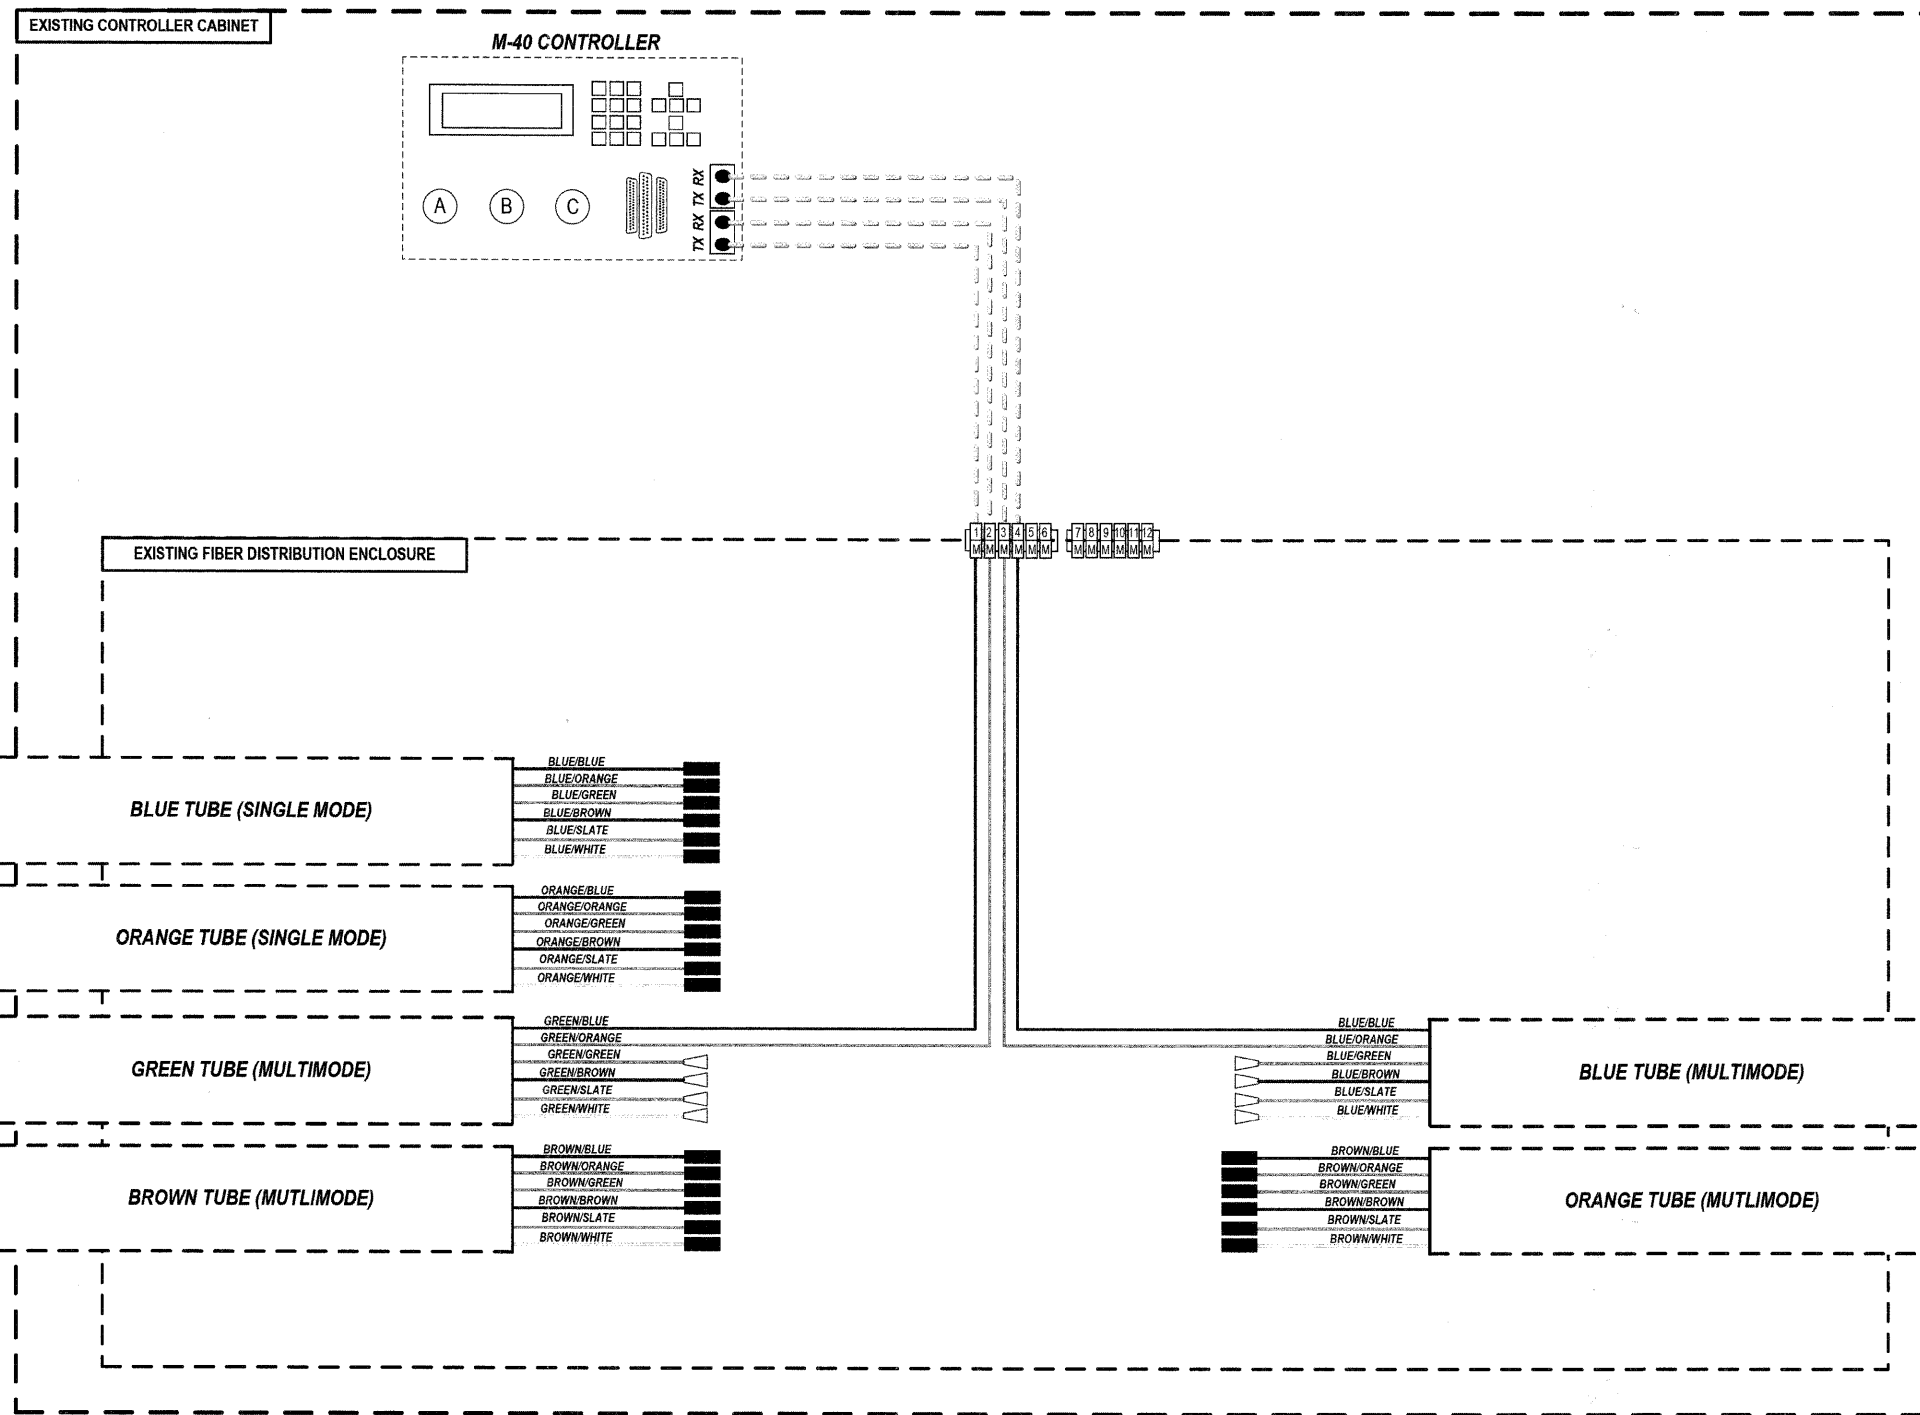 EXISTING CONTROLLER CABINET
M-40 CONTROLLER
A B C
RX
TX
RX
TX
EXISTING FIBER DISTRIBUTION ENCLOSURE
1 2 3 4 5 6 7 8 9 10 11 12
M M M M M M M M M M M M
BLUE TUBE (SINGLE MODE)
BLUE/BLUE
BLUE/ORANGE
BLUE/GREEN
BLUE/BROWN
BLUE/SLATE
BLUE/WHITE
ORANGE TUBE (SINGLE MODE)
ORANGE/BLUE
ORANGE/ORANGE
ORANGE/GREEN
ORANGE/BROWN
ORANGE/SLATE
ORANGE/WHITE
GREEN TUBE (MULTIMODE)
GREEN/BLUE
GREEN/ORANGE
GREEN/GREEN
GREEN/BROWN
GREEN/SLATE
GREEN/WHITE
BROWN TUBE (MUTLIMODE)
BROWN/BLUE
BROWN/ORANGE
BROWN/GREEN
BROWN/BROWN
BROWN/SLATE
BROWN/WHITE
BLUE/BLUE
BLUE/ORANGE
BLUE/GREEN
BLUE/BROWN
BLUE/SLATE
BLUE/WHITE
BLUE TUBE (MULTIMODE)
BROWN/BLUE
BROWN/ORANGE
BROWN/GREEN
BROWN/BROWN
BROWN/SLATE
BROWN/WHITE
ORANGE TUBE (MUTLIMODE)